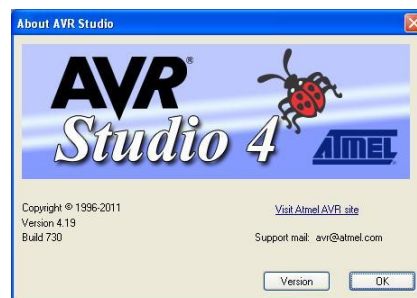 About AVR Studio
AVR®
Studio 4
ATMEL
Copyright © 1996-2011
Version 4.19
Build 730
Visit Atmel AVR site
Support mail: avr@atmel.com
Version
OK